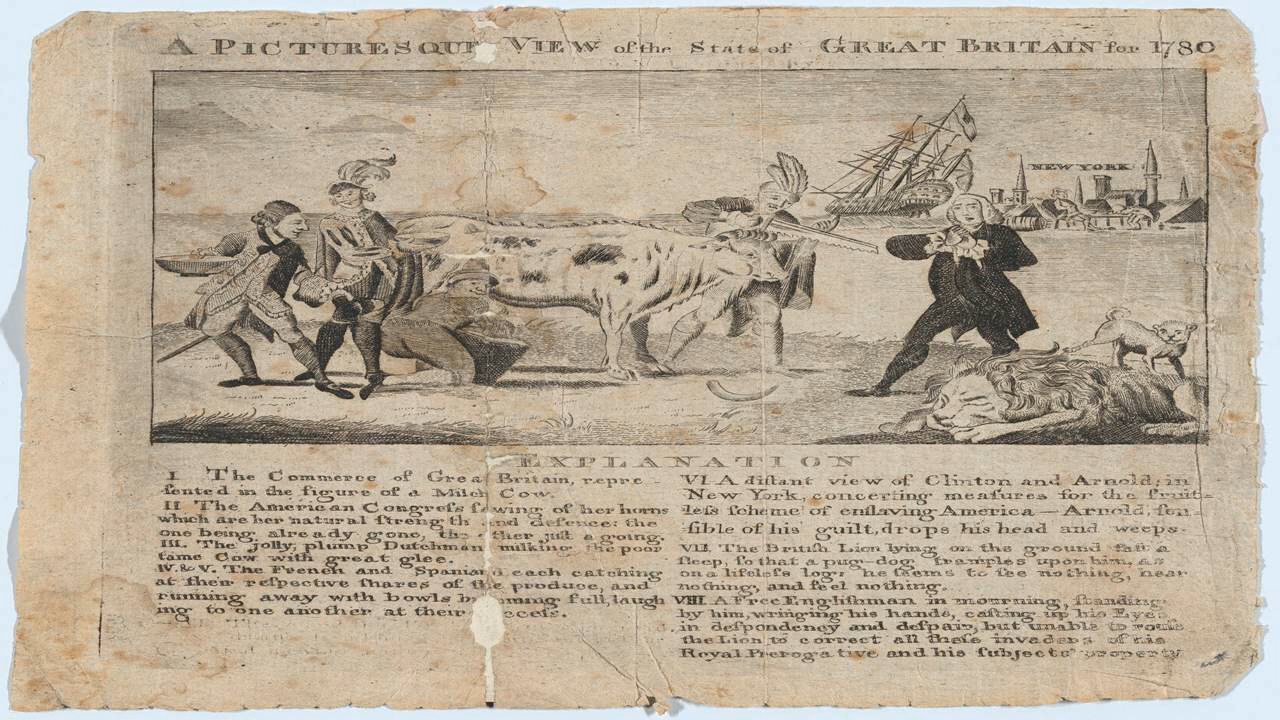 A PICTURESQUE VIEW of the State of GREAT BRITAIN for 1780
NEW YORK
EXPLANATION
I The Commerce of Grea Britain, repre-
ſented in the figure of a Milch Cow.
II The American Congreſs ſawing of her horns
which are her natural ſtrength and defence: the
one being already gone, the other juſt a going.
III. The jolly, plump Dutchman milking the poor
tame Cow with great glee.
IV. & V. The French and Spaniard each catching
at their reſpective ſhares of the produce, and
running away with bowls brimming full, laugh
ing to one another at their ſucceſs.
VI A diſtant view of Clinton and Arnold, in
New York, concerting meaſures for the fruit-
leſs ſcheme of enſlaving America — Arnold, ſen-
ſible of his guilt, drops his head and weeps.
VII. The Britiſh Lion lying on the ground faſt a
ſleep, ſo that a pug-dog tramples upon him, as
on a lifeleſs log: he ſeems to ſee nothing, hear
nothing, and feel nothing.
VIII. A Free Engliſhman in mourning, ſtanding
by him, wringing his hands, caſting up his Eyes
in deſpondency and deſpair, but unable to rouſe
the Lion to correct all theſe invaders of his
Royal Prerogative and his ſubjects' property